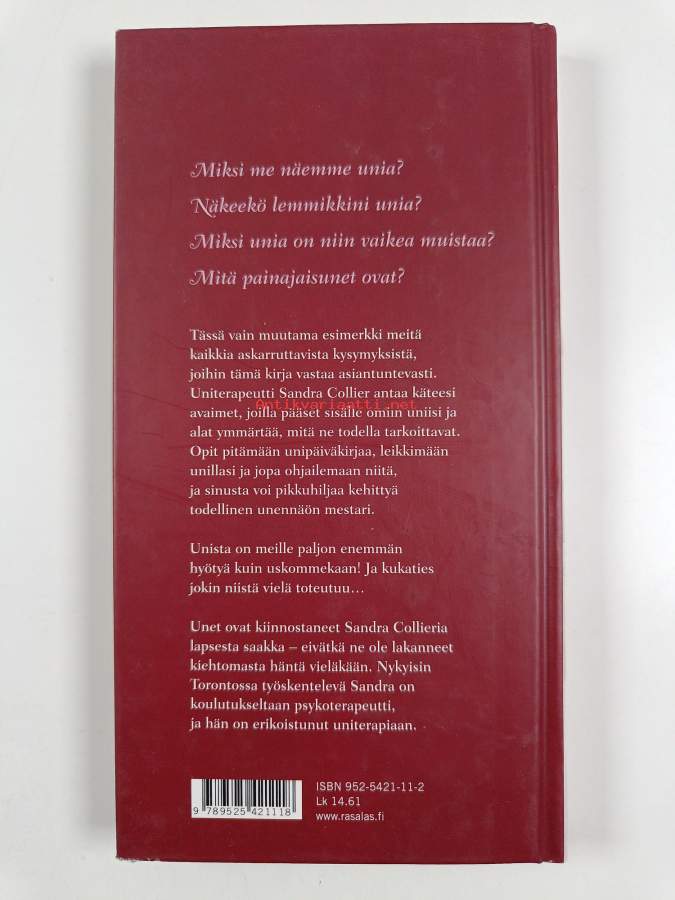 Miksi me näemme unia?
Näkeekö lemmikkini unia?
Miksi unia on niin vaikea muistaa?
Mitä painajaisunet ovat?
Tässä vain muutama esimerkki meitä
kaikkia askarruttavista kysymyksistä,
joihin tämä kirja vastaa asiantuntevasti.
Uniterapeutti Sandra Collier antaa käteesi
Antikvariaatti.net
avaimet, joilla pääset sisälle omiin uniisi ja
alat ymmärtää, mitä ne todella tarkoittavat.
Opit pitämään unipäiväkirjaa, leikkimään
unillasi ja jopa ohjailemaan niitä,
ja sinusta voi pikkuhiljaa kehittyä
todellinen unennäön mestari.
Unista on meille paljon enemmän
hyötyä kuin uskommekaan! Ja kukaties
jokin niistä vielä toteutuu...
Unet ovat kiinnostaneet Sandra Collieria
lapsesta saakka – eivätkä ne ole lakanneet
kiehtomasta häntä vieläkään. Nykyisin
Torontossa työskentelevä Sandra on
koulutukseltaan psykoterapeutti,
ja hän on erikoistunut uniterapiaan.
ISBN 952-5421-11-2
Lk 14.61
www.rasalas.fi
9 789525 421118